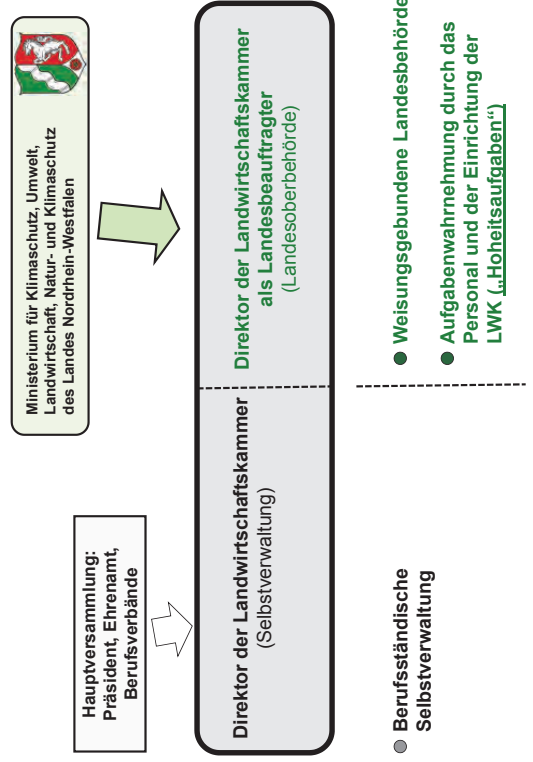 Ministerium für Klimaschutz, Umwelt,
Landwirtschaft, Natur- und Klimaschutz
des Landes Nordrhein-Westfalen
Hauptversammlung:
Präsident, Ehrenamt,
Berufsverbände
Direktor der Landwirtschaftskammer
(Selbstverwaltung)
Direktor der Landwirtschaftskammer
als Landesbeauftragter
(Landesoberbehörde)
Berufsständische
Selbstverwaltung
Weisungsgebundene Landesbehörde
Aufgabenwahrnehmung durch das
Personal und der Einrichtung der
LWK („Hoheitsaufgaben“)